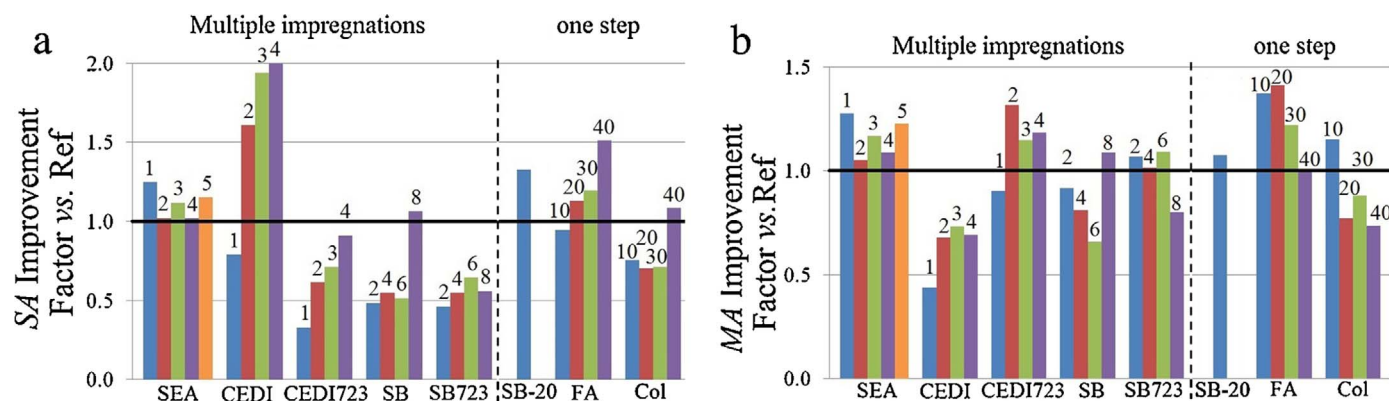 a
Multiple impregnations
one step
SA Improvement
Factor vs. Ref
2.0
1.5
1.0
0.5
0.0
1 2 3 4 5
1 2 3 4
1 2 3 4
2 4 6 8
2 4 6 8
10 20 30 40
10 20 30 40
SEA CEDI CEDI723 SB SB723 SB-20 FA Col
b
Multiple impregnations
one step
MA Improvement
Factor vs. Ref
1.5
1.0
0.5
0.0
1 2 3 4 5
1 2 3 4
1 2 3 4
2 4 6 8
2 4 6 8
10 20 30 40
10 20 30 40
SEA CEDI CEDI723 SB SB723 SB-20 FA Col